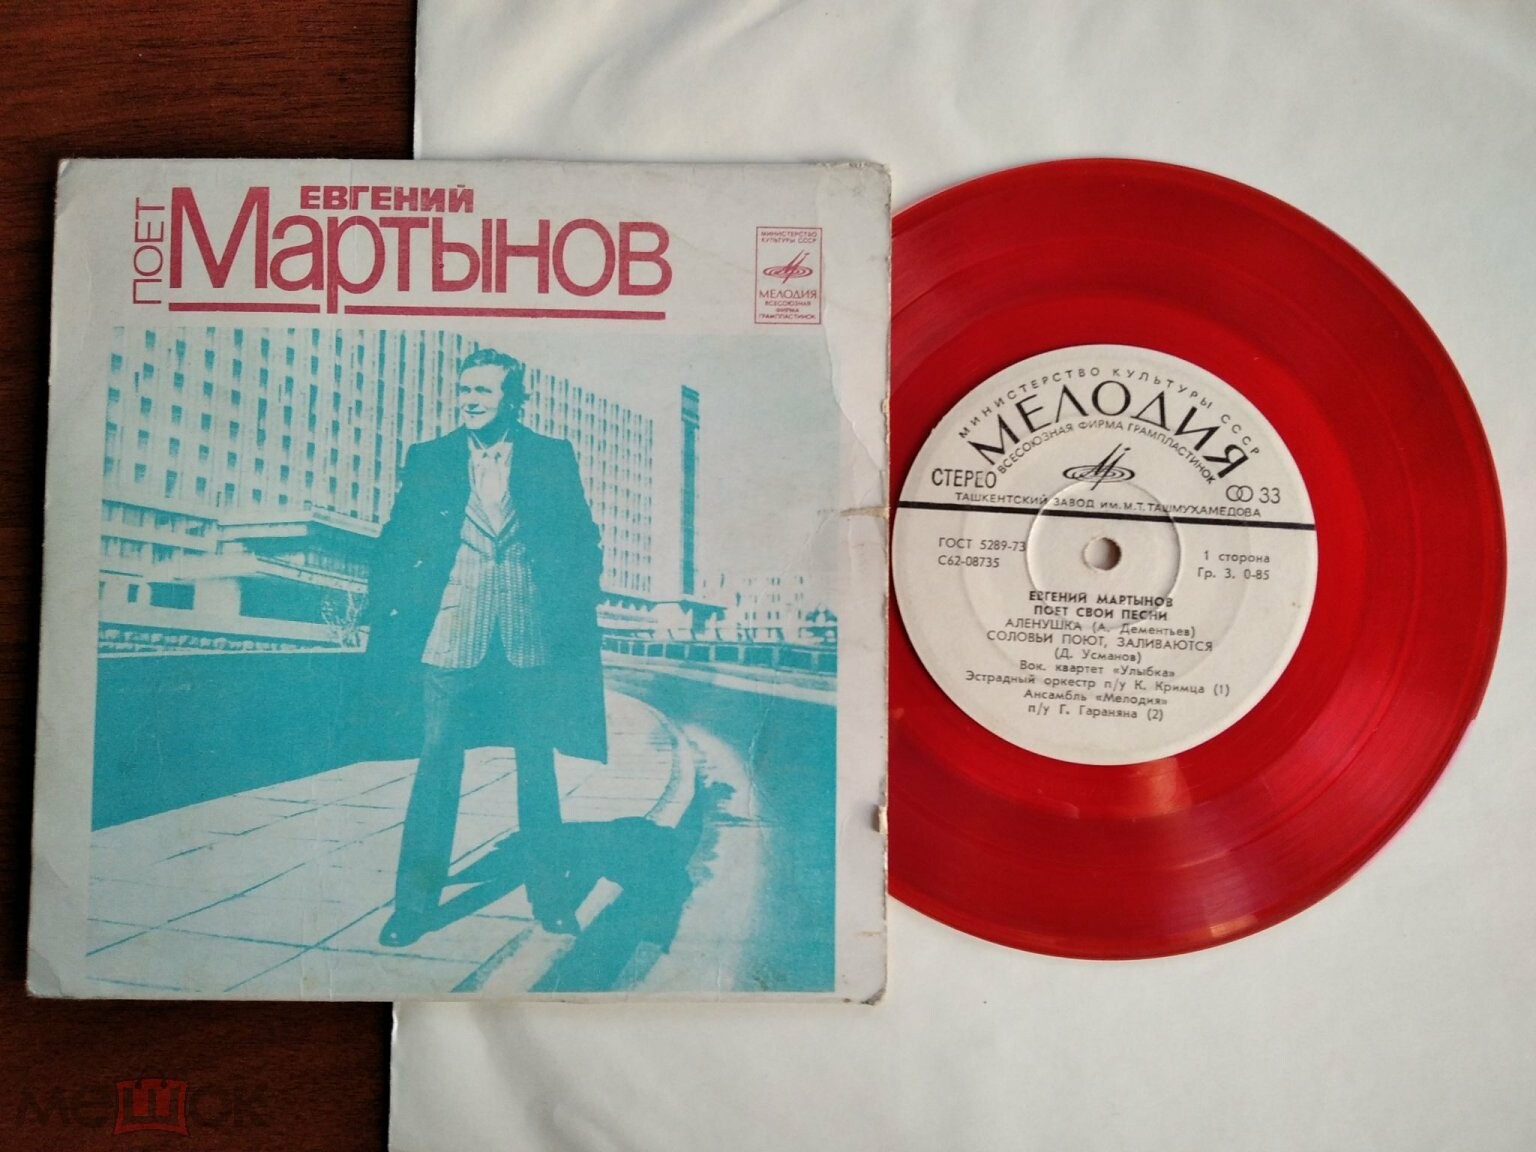 ПОЕТ
ЕВГЕНИЙ
Мартынов
МИНИСТЕРСТВО
КУЛЬТУРЫ СССР
МЕЛОДИЯ
ВСЕСОЮЗНАЯ
ФИРМА
ГРАМПЛАСТИНОК
МИНИСТЕРСТВО КУЛЬТУРЫ СССР
МЕЛОДИЯ
ВСЕСОЮЗНАЯ ФИРМА ГРАМПЛАСТИНОК
СТЕРЕО
33
ТАШКЕНТСКИЙ ЗАВОД ИМ. М. Т. ТАШМУХАМЕДОВА
ГОСТ 5289-73
С62-08735
1 сторона
Гр. 3. 0-85
ЕВГЕНИЙ МАРТЫНОВ
ПОЕТ СВОИ ПЕСНИ
АЛЕНУШКА (А. Дементьев)
СОЛОВЬИ ПОЮТ, ЗАЛИВАЮТСЯ
(Д. Усманов)
Вок. квартет «Улыбка»
Эстрадный оркестр п/у К. Кримца (1)
Ансамбль «Мелодия»
п/у Г. Гараняна (2)
мешок